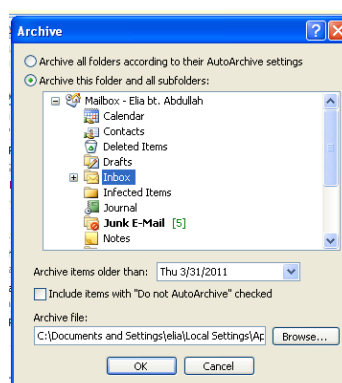 Archive
Archive all folders according to their AutoArchive settings
Archive this folder and all subfolders:
Mailbox - Elia bt. Abdullah
Calendar
Contacts
Deleted Items
Drafts
Inbox
Infected Items
Journal
Junk E-Mail [5]
Notes
Archive items older than: Thu 3/31/2011
Include items with "Do not AutoArchive" checked
Archive file:
C:\Documents and Settings\elia\Local Settings\Ap Browse...
OK Cancel